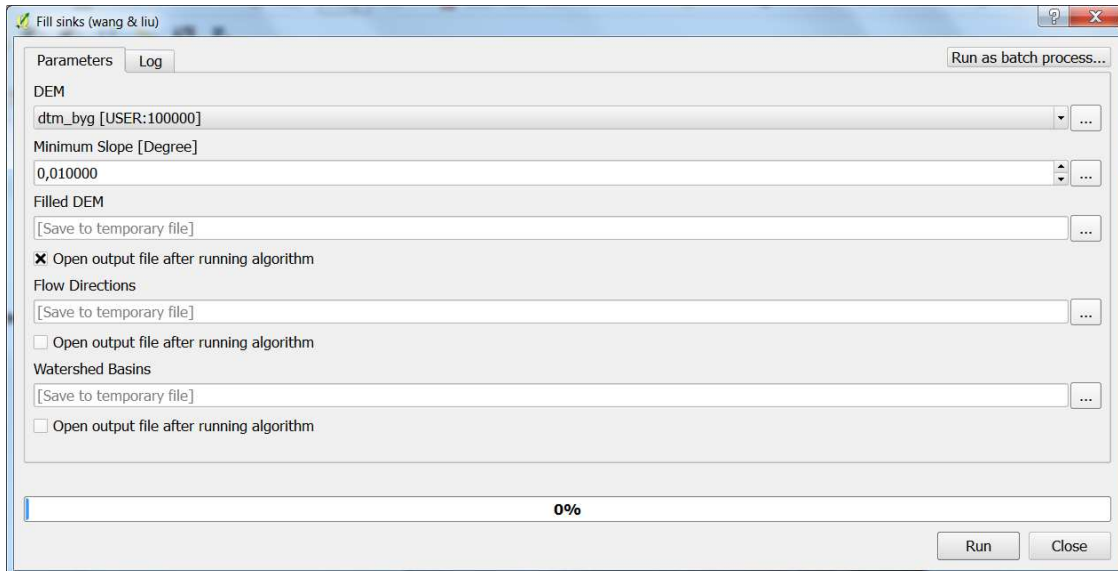 Fill sinks (wang & liu)
Parameters
Log
Run as batch process...
DEM
dtm_byg [USER:100000]
...
Minimum Slope [Degree]
0,010000
...
Filled DEM
[Save to temporary file]
...
Open output file after running algorithm
Flow Directions
[Save to temporary file]
...
Open output file after running algorithm
Watershed Basins
[Save to temporary file]
...
Open output file after running algorithm
0%
Run
Close